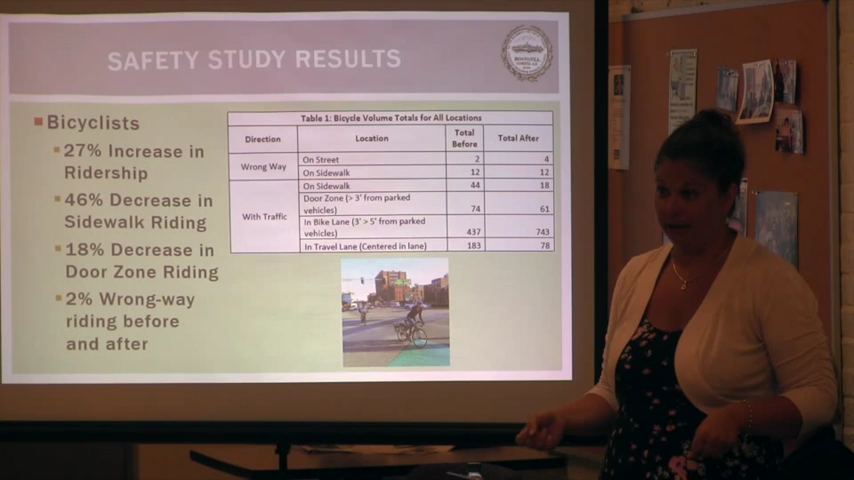 SAFETY STUDY RESULTS
Bicyclists
27% Increase in
Ridership
46% Decrease in
Sidewalk Riding
18% Decrease in
Door Zone Riding
2% Wrong-way
riding before
and after
Table 1: Bicycle Volume Totals for All Locations
Direction Location Total Before Total After
Wrong Way On Street 2 4
On Sidewalk 12 12
With Traffic On Sidewalk 44 18
Door Zone (> 3' from parked
vehicles) 74 61
In Bike Lane (3' > 5' from parked
vehicles) 437 743
In Travel Lane (Centered in lane) 183 78